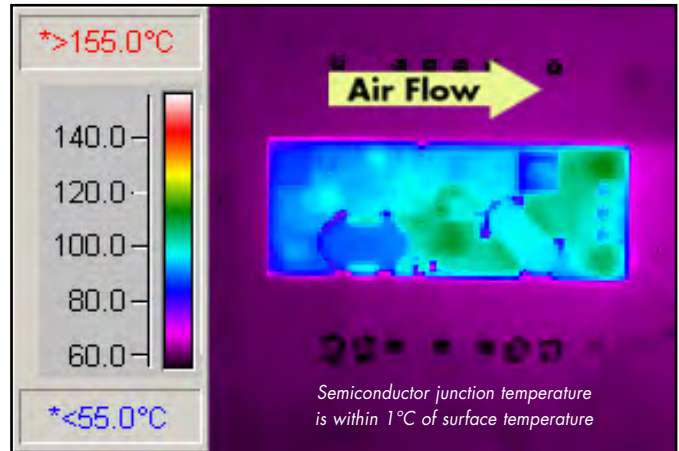 *>155.0°C
140.0
120.0
100.0
80.0
60.0
*<55.0°C
Air Flow
Semiconductor junction temperature
is within 1°C of surface temperature